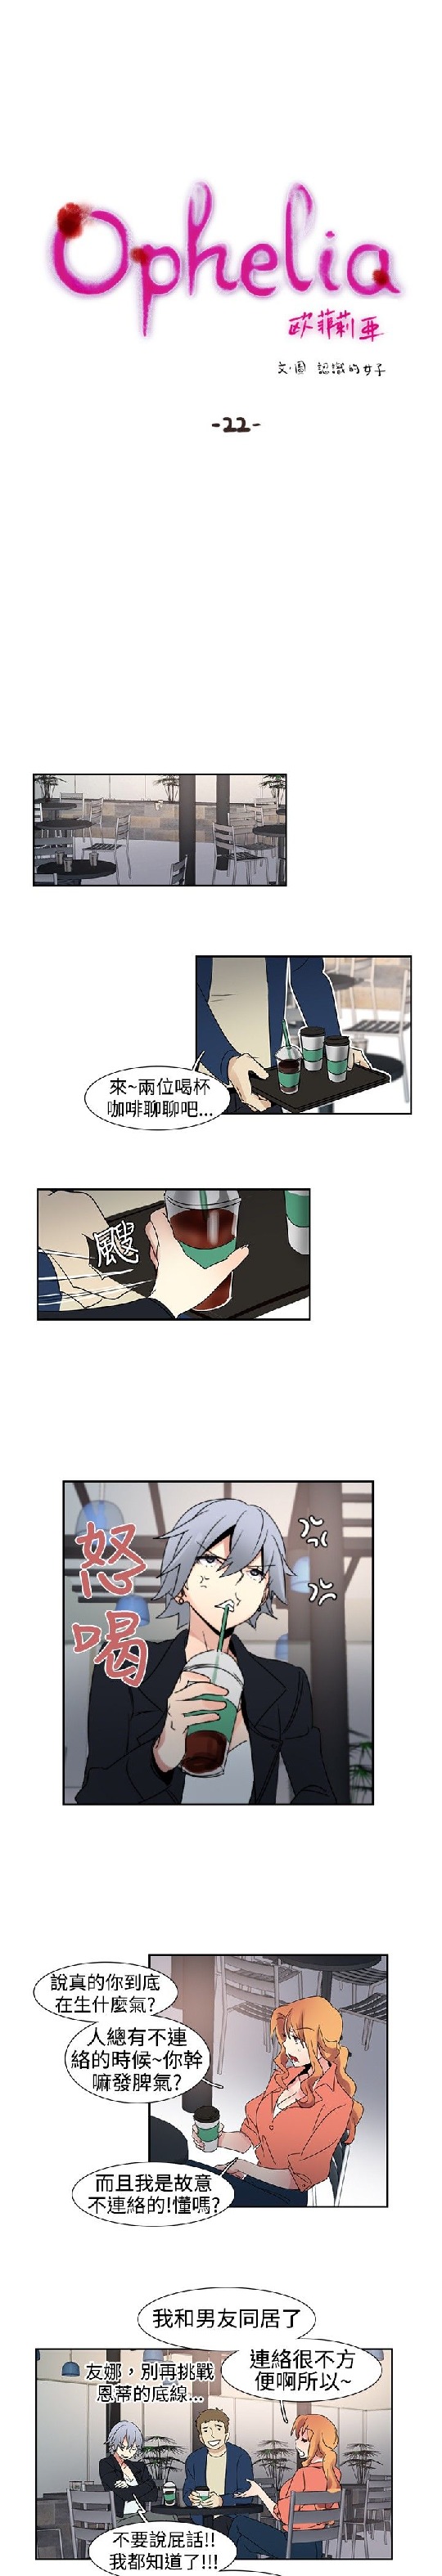 Ophelia
歐菲莉亞
文·圖 認識的女子
-22-
來~兩位喝杯
咖啡聊聊吧...
颼
怒
喝
說真的你到底
在生什麼氣?
人總有不連
絡的時候~你幹
嘛發脾氣?
而且我是故意
不連絡的!懂嗎?
我和男友同居了
連絡很不方
便啊所以~
友娜，別再挑戰
恩蒂的底線...
不要說屁話!!
我都知道了!!!